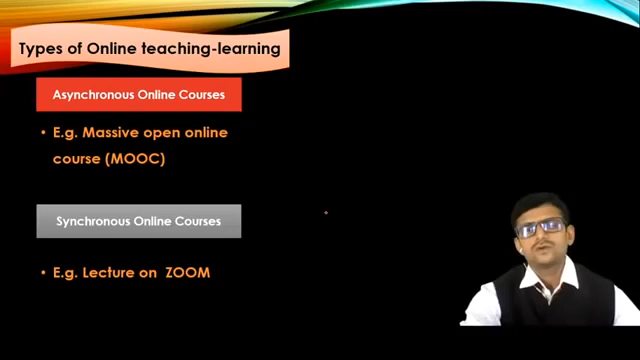 Types of Online teaching-learning
Asynchronous Online Courses
• E.g. Massive open online
course (MOOC)
Synchronous Online Courses
• E.g. Lecture on ZOOM